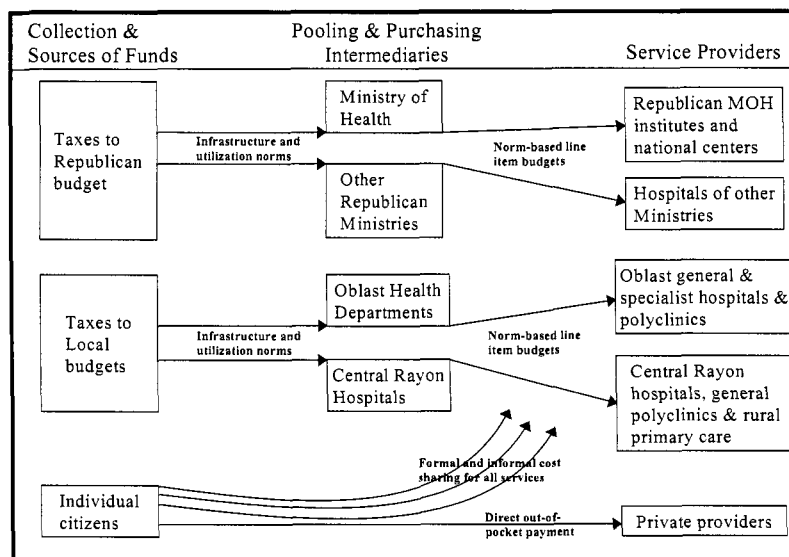 Collection &
Sources of Funds
Pooling & Purchasing
Intermediaries
Service Providers
Taxes to
Republican
budget
Infrastructure and
utilization norms
Ministry of
Health
Other
Republican
Ministries
Norm-based line
item budgets
Republican MOH
institutes and
national centers
Hospitals of other
Ministries
Taxes to
Local
budgets
Infrastructure and
utilization norms
Oblast Health
Departments
Central Rayon
Hospitals
Norm-based line
item budgets
Oblast general &
specialist hospitals &
polyclinics
Central Rayon
hospitals, general
polyclinics & rural
primary care
Individual
citizens
Formal and informal cost
sharing for all services
Direct out-of-
pocket payment
Private providers